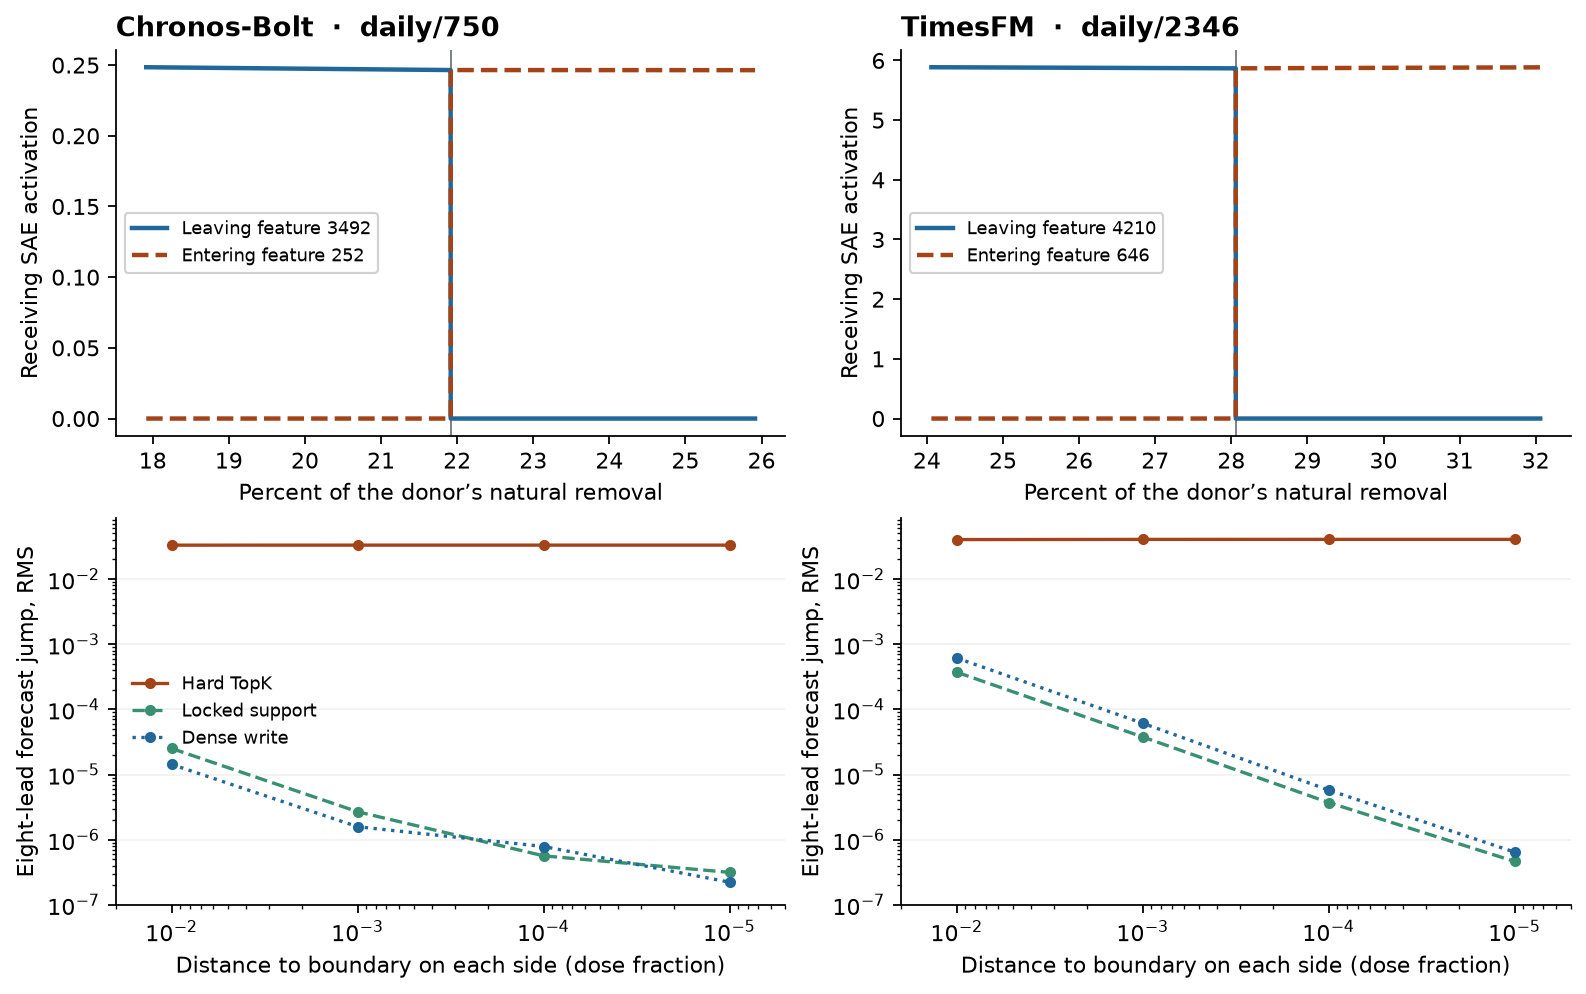 Chronos-Bolt · daily/750
Receiving SAE activation
0.25
0.20
0.15
0.10
0.05
0.00
Leaving feature 3492
Entering feature 252
18 19 20 21 22 23 24 25 26
Percent of the donor’s natural removal
TimesFM · daily/2346
Receiving SAE activation
6
5
4
3
2
1
0
Leaving feature 4210
Entering feature 646
24 25 26 27 28 29 30 31 32
Percent of the donor’s natural removal
Eight-lead forecast jump, RMS
10⁻²
10⁻³
10⁻⁴
10⁻⁵
10⁻⁶
10⁻⁷
Hard TopK
Locked support
Dense write
10⁻² 10⁻³ 10⁻⁴ 10⁻⁵
Distance to boundary on each side (dose fraction)
Eight-lead forecast jump, RMS
10⁻²
10⁻³
10⁻⁴
10⁻⁵
10⁻⁶
10⁻⁷
10⁻² 10⁻³ 10⁻⁴ 10⁻⁵
Distance to boundary on each side (dose fraction)